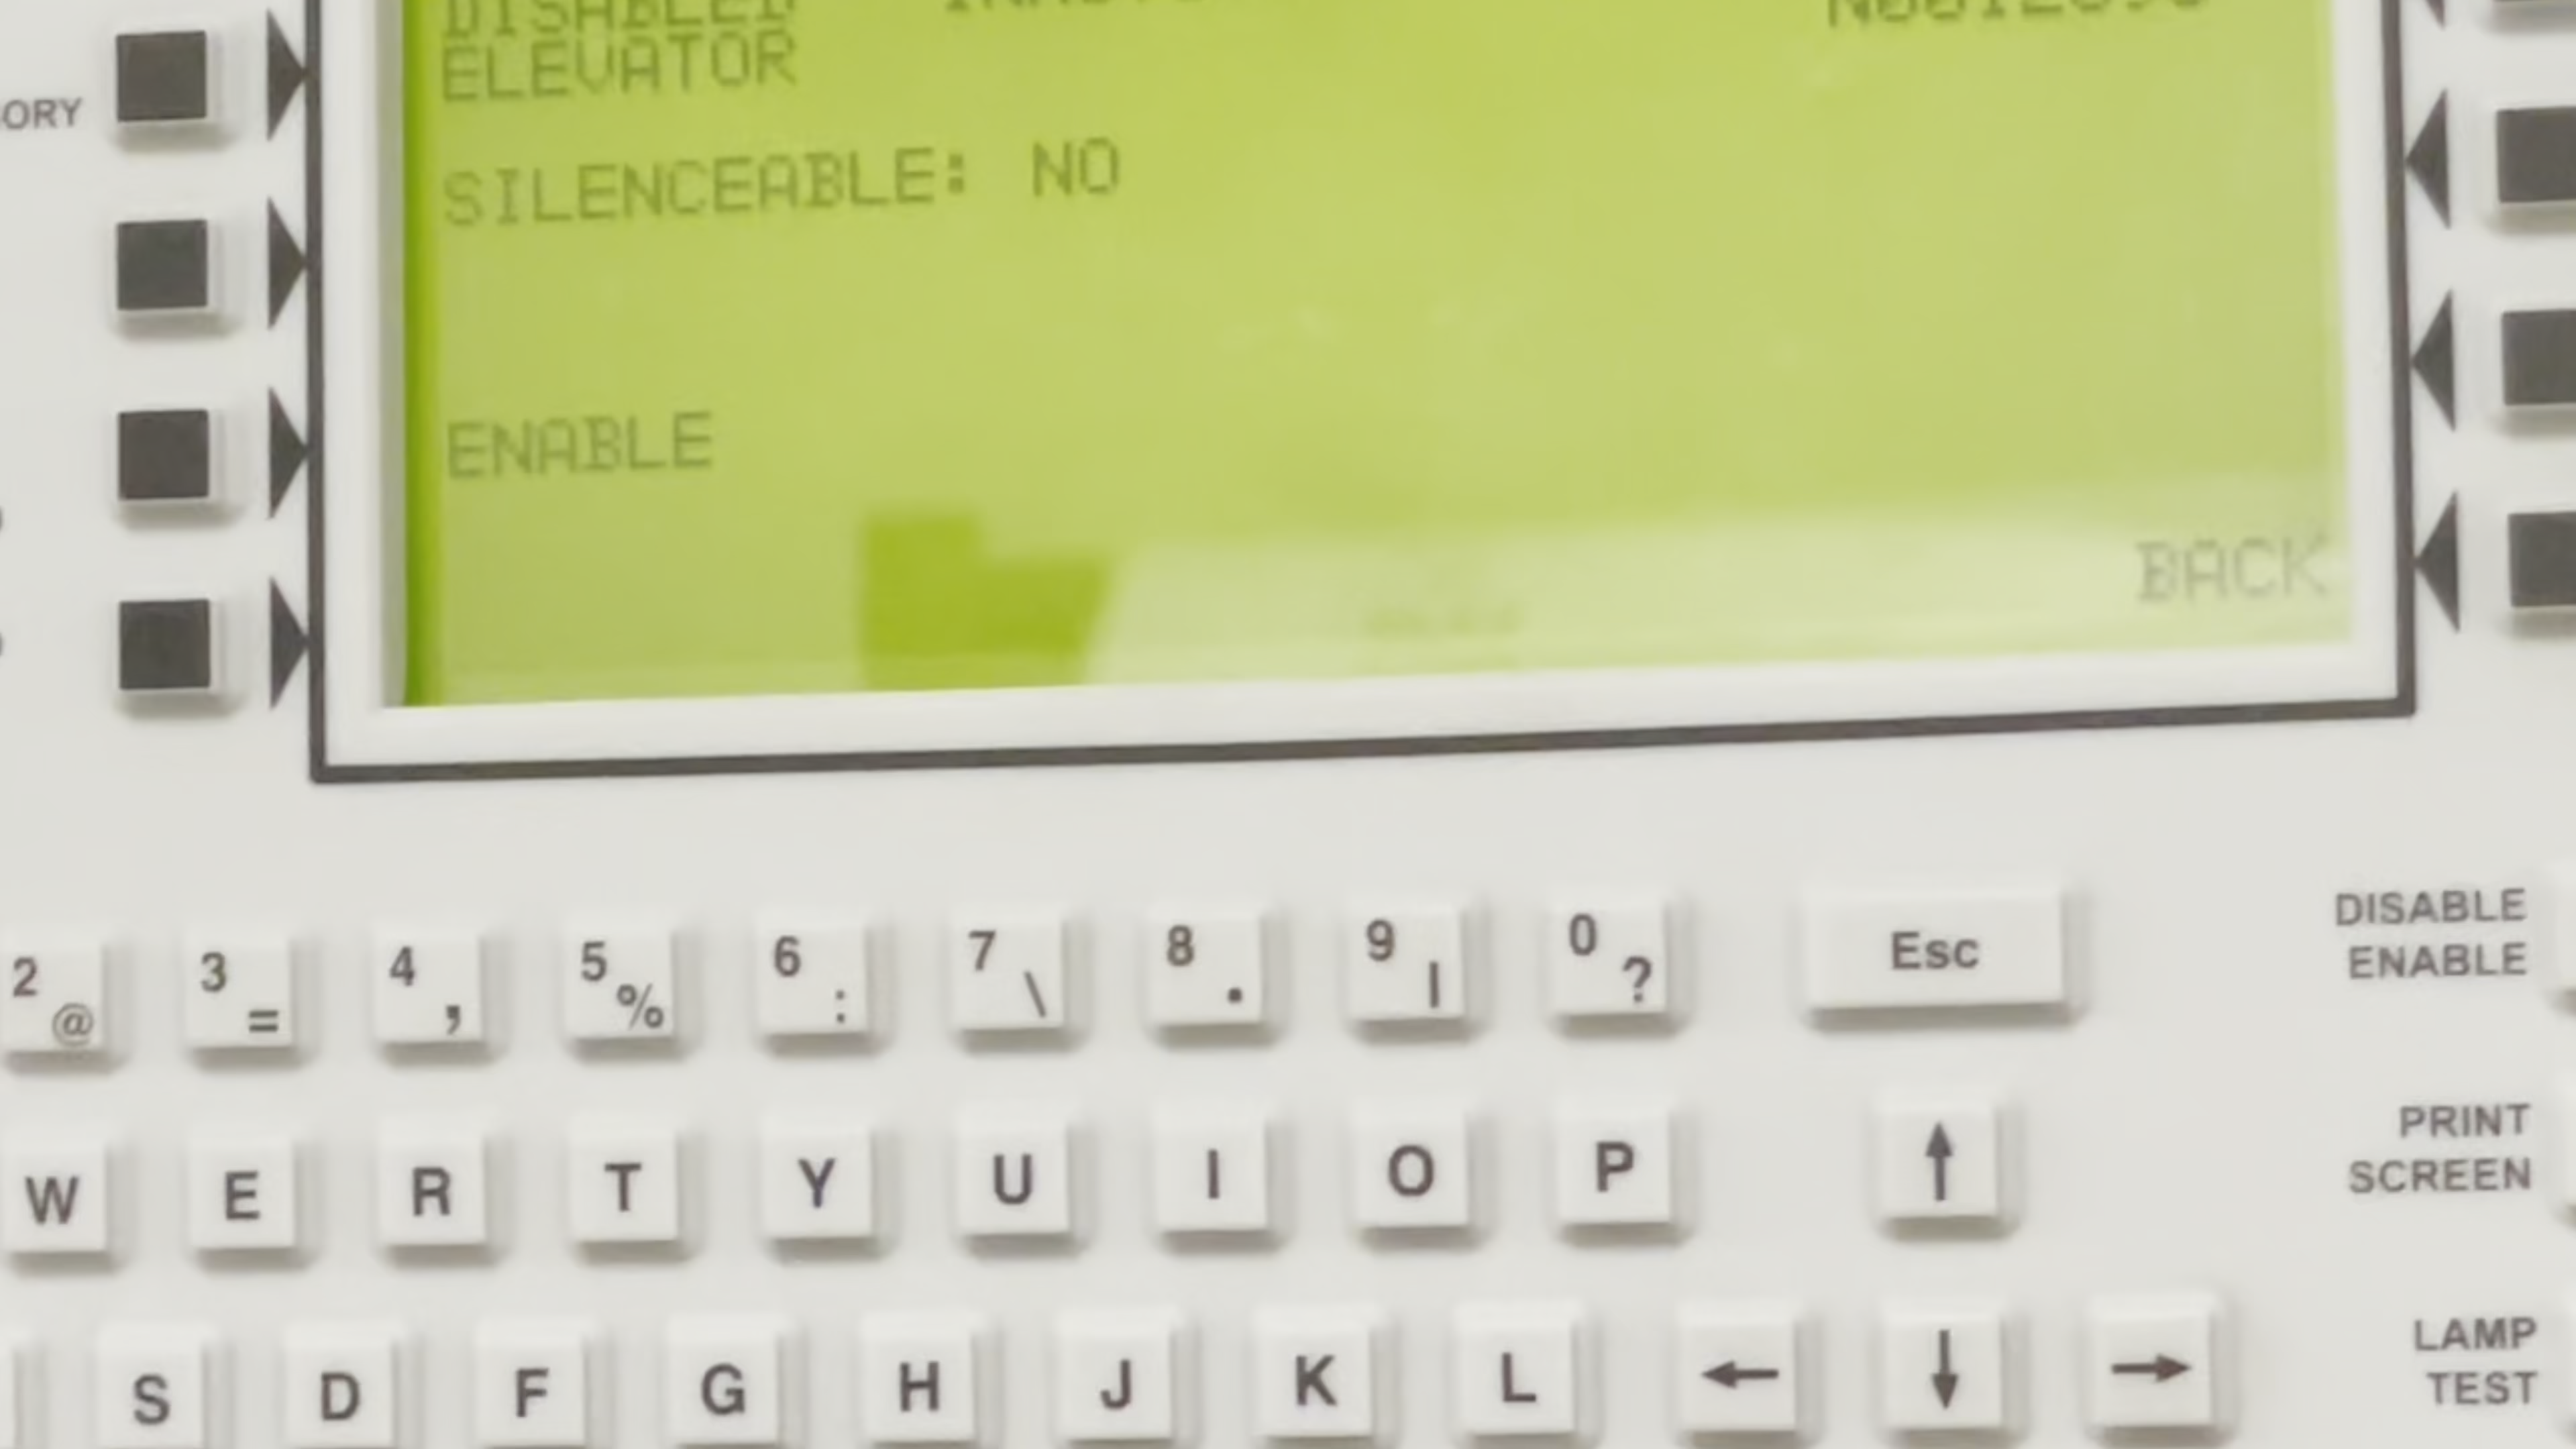 DISABLED
ELEVATOR
ORY
SILENCEABLE: NO
ENABLE
BACK
2 @ 3 = 4 , 5 % 6 : 7 \ 8 . 9 | 0 ? Esc
DISABLE
ENABLE
W E R T Y U I O P ↑
PRINT
SCREEN
S D F G H J K L ← ↓ →
LAMP
TEST